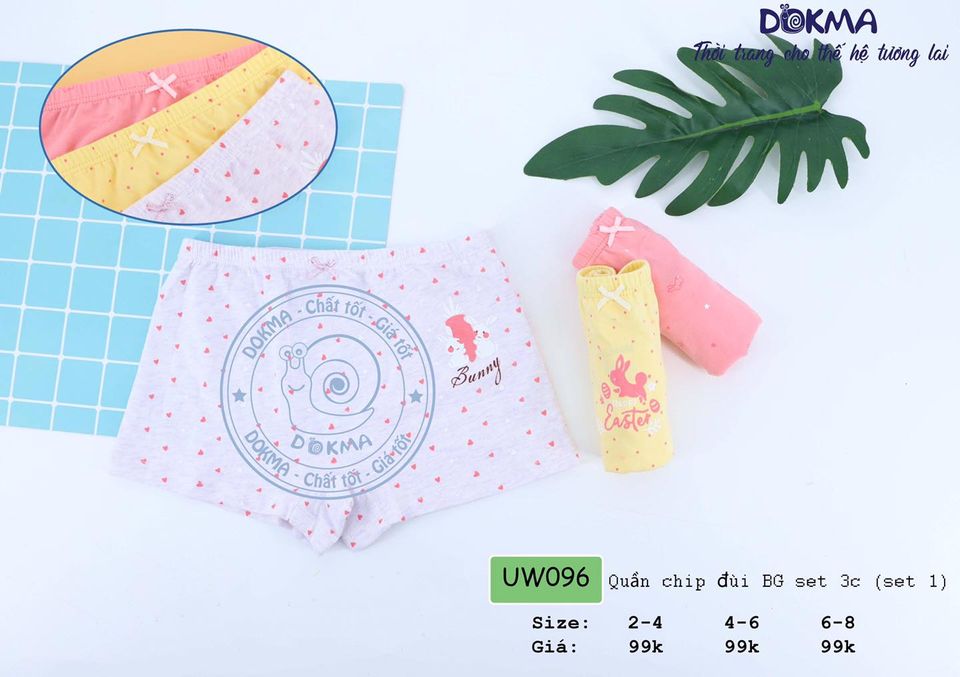 DOKMA
Thời trang cho thế hệ tương lai
DOKMA - Chất tốt - Giá tốt
DOKMA
DOKMA - Chất tốt - Giá tốt
Bunny
Easter
UW096
Quần chip đùi BG set 3c (set 1)
Size: 2-4 4-6 6-8
Giá: 99k 99k 99k